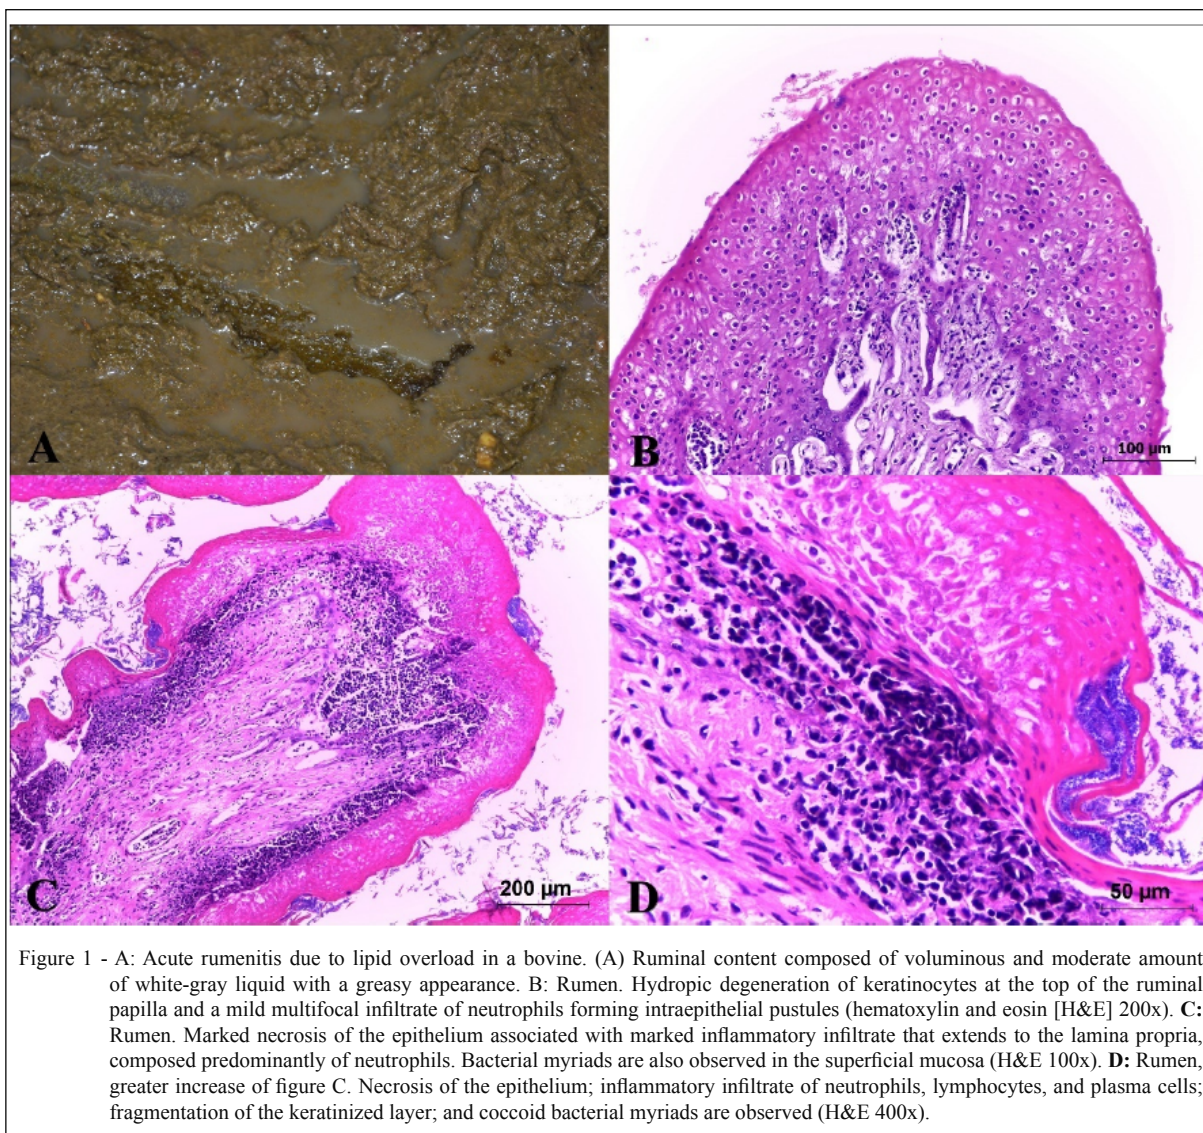 A
B
100 µm
C
200 µm
D
50 µm
Figure 1 - A: Acute rumenitis due to lipid overload in a bovine. (A) Ruminal content composed of voluminous and moderate amount
of white-gray liquid with a greasy appearance. B: Rumen. Hydropic degeneration of keratinocytes at the top of the ruminal
papilla and a mild multifocal infiltrate of neutrophils forming intraepithelial pustules (hematoxylin and eosin [H&E] 200x). C:
Rumen. Marked necrosis of the epithelium associated with marked inflammatory infiltrate that extends to the lamina propria,
composed predominantly of neutrophils. Bacterial myriads are also observed in the superficial mucosa (H&E 100x). D: Rumen,
greater increase of figure C. Necrosis of the epithelium; inflammatory infiltrate of neutrophils, lymphocytes, and plasma cells;
fragmentation of the keratinized layer; and coccoid bacterial myriads are observed (H&E 400x).